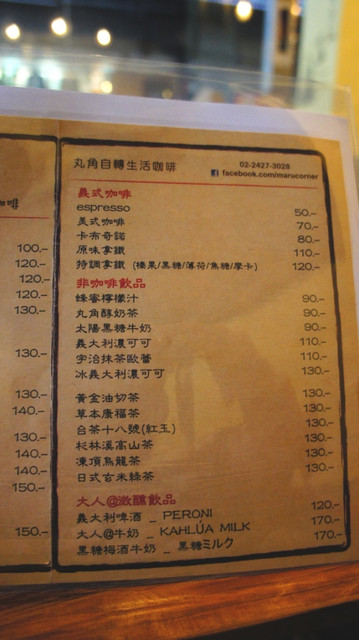 丸角自轉生活咖啡
02-2427-3028
facebook.com/marucorner
義式咖啡
espresso 50.-
美式咖啡 70.-
卡布奇諾 80.-
原味拿鐵 110.-
特調拿鐵 (榛果/黑糖/薄荷/焦糖/摩卡) 120.-
非咖啡飲品
蜂蜜檸檬汁 90.-
丸角醇奶茶 90.-
太陽黑糖牛奶 90.-
義大利濃可可 110.-
宇治抹茶歐蕾 110.-
冰義大利濃可可 130.-
黃金油切茶 130.-
草本康福茶 130.-
台茶十八號(紅玉) 130.-
杉林溪高山茶 130.-
凍頂烏龍茶 130.-
日式玄米綠茶 130.-
大人@微醺飲品
義大利啤酒 _ PERONI 120.-
大人@牛奶 _ KAHLÚA MILK 170.-
黑糖梅酒牛奶 _ 黒糖ミルク 170.-
100.-
120.-
120.-
120.-
130.-
130.-
130.-
140.-
130.-
140.-
140.-
150.-
150.-